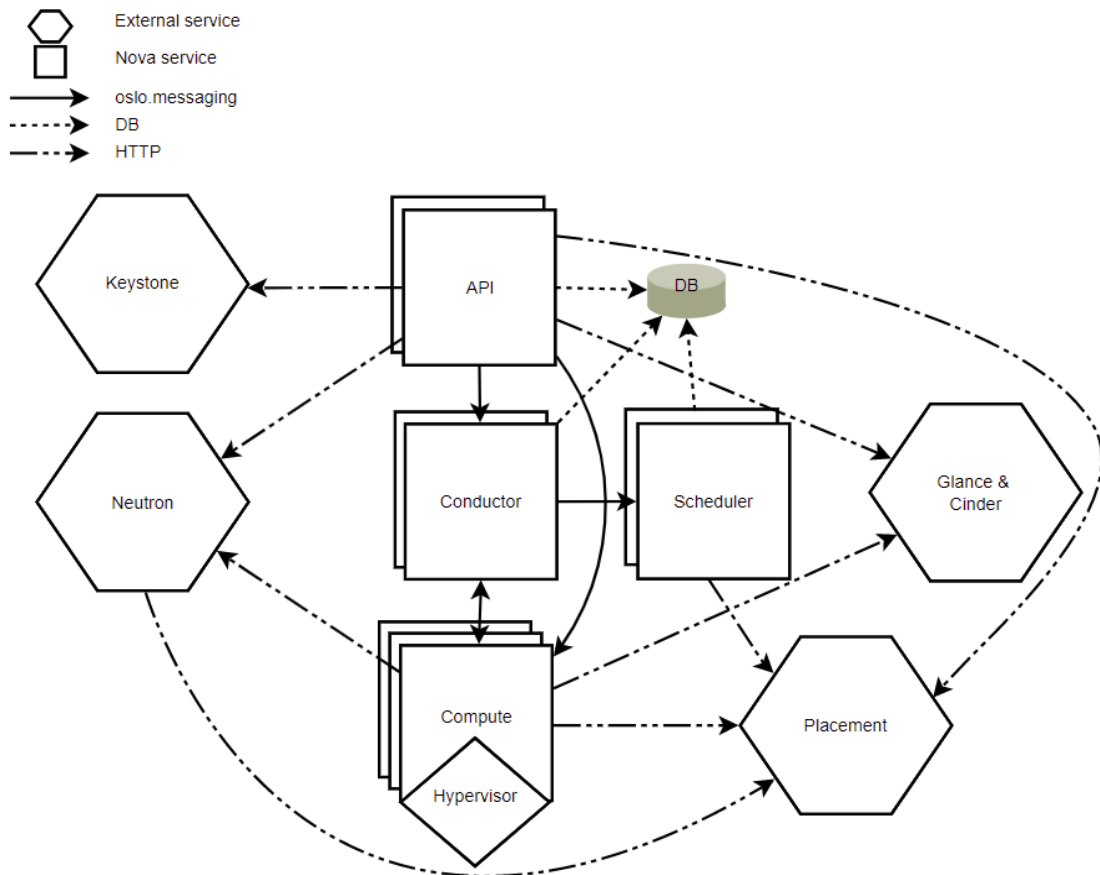 External service
Nova service
oslo.messaging
DB
HTTP
Keystone
API
DB
Neutron
Conductor
Scheduler
Glance &
Cinder
Compute
Placement
Hypervisor